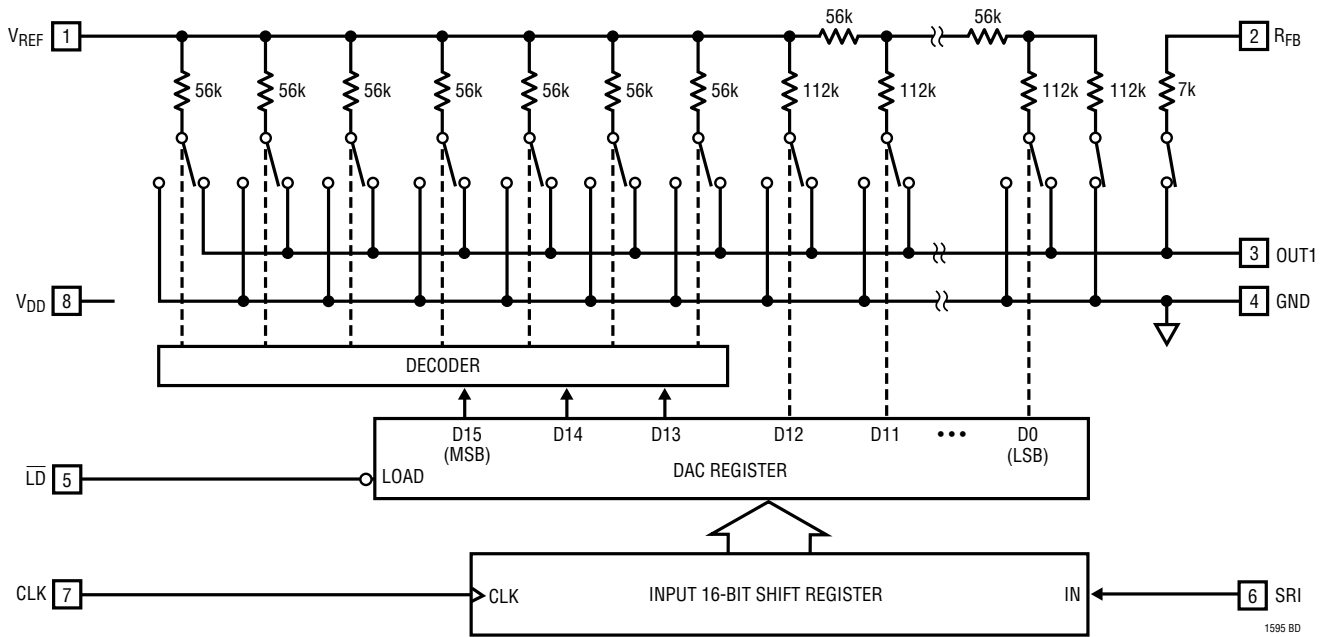 56k 56k
VREF 1 2 RFB
56k 56k 56k 56k 56k 56k 56k 112k 112k 112k 112k 7k
3 OUT1
VDD 8 4 GND
DECODER
D15 D14 D13 D12 D11 ••• D0
(MSB) (LSB)
LD 5 LOAD DAC REGISTER
CLK 7 CLK INPUT 16-BIT SHIFT REGISTER IN 6 SRI
1595 BD